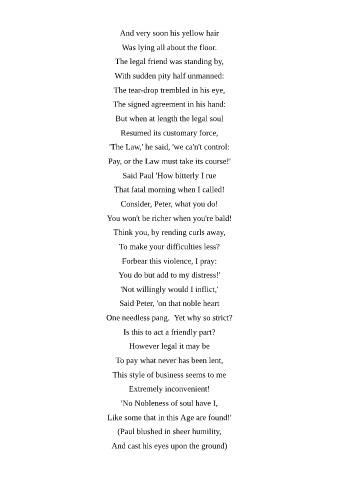 And very soon his yellow hair
Was lying all about the floor.
The legal friend was standing by,
With sudden pity half unmanned:
The tear-drop trembled in his eye,
The signed agreement in his hand:
But when at length the legal soul
Resumed its customary force,
'The Law,' he said, 'we ca'n't control:
Pay, or the Law must take its course!'
Said Paul 'How bitterly I rue
That fatal morning when I called!
Consider, Peter, what you do!
You won't be richer when you're bald!
Think you, by rending curls away,
To make your difficulties less?
Forbear this violence, I pray:
You do but add to my distress!'
'Not willingly would I inflict,'
Said Peter, 'on that noble heart
One needless pang.  Yet why so strict?
Is this to act a friendly part?
However legal it may be
To pay what never has been lent,
This style of business seems to me
Extremely inconvenient!
'No Nobleness of soul have I,
Like some that in this Age are found!'
(Paul blushed in sheer humility,
And cast his eyes upon the ground)